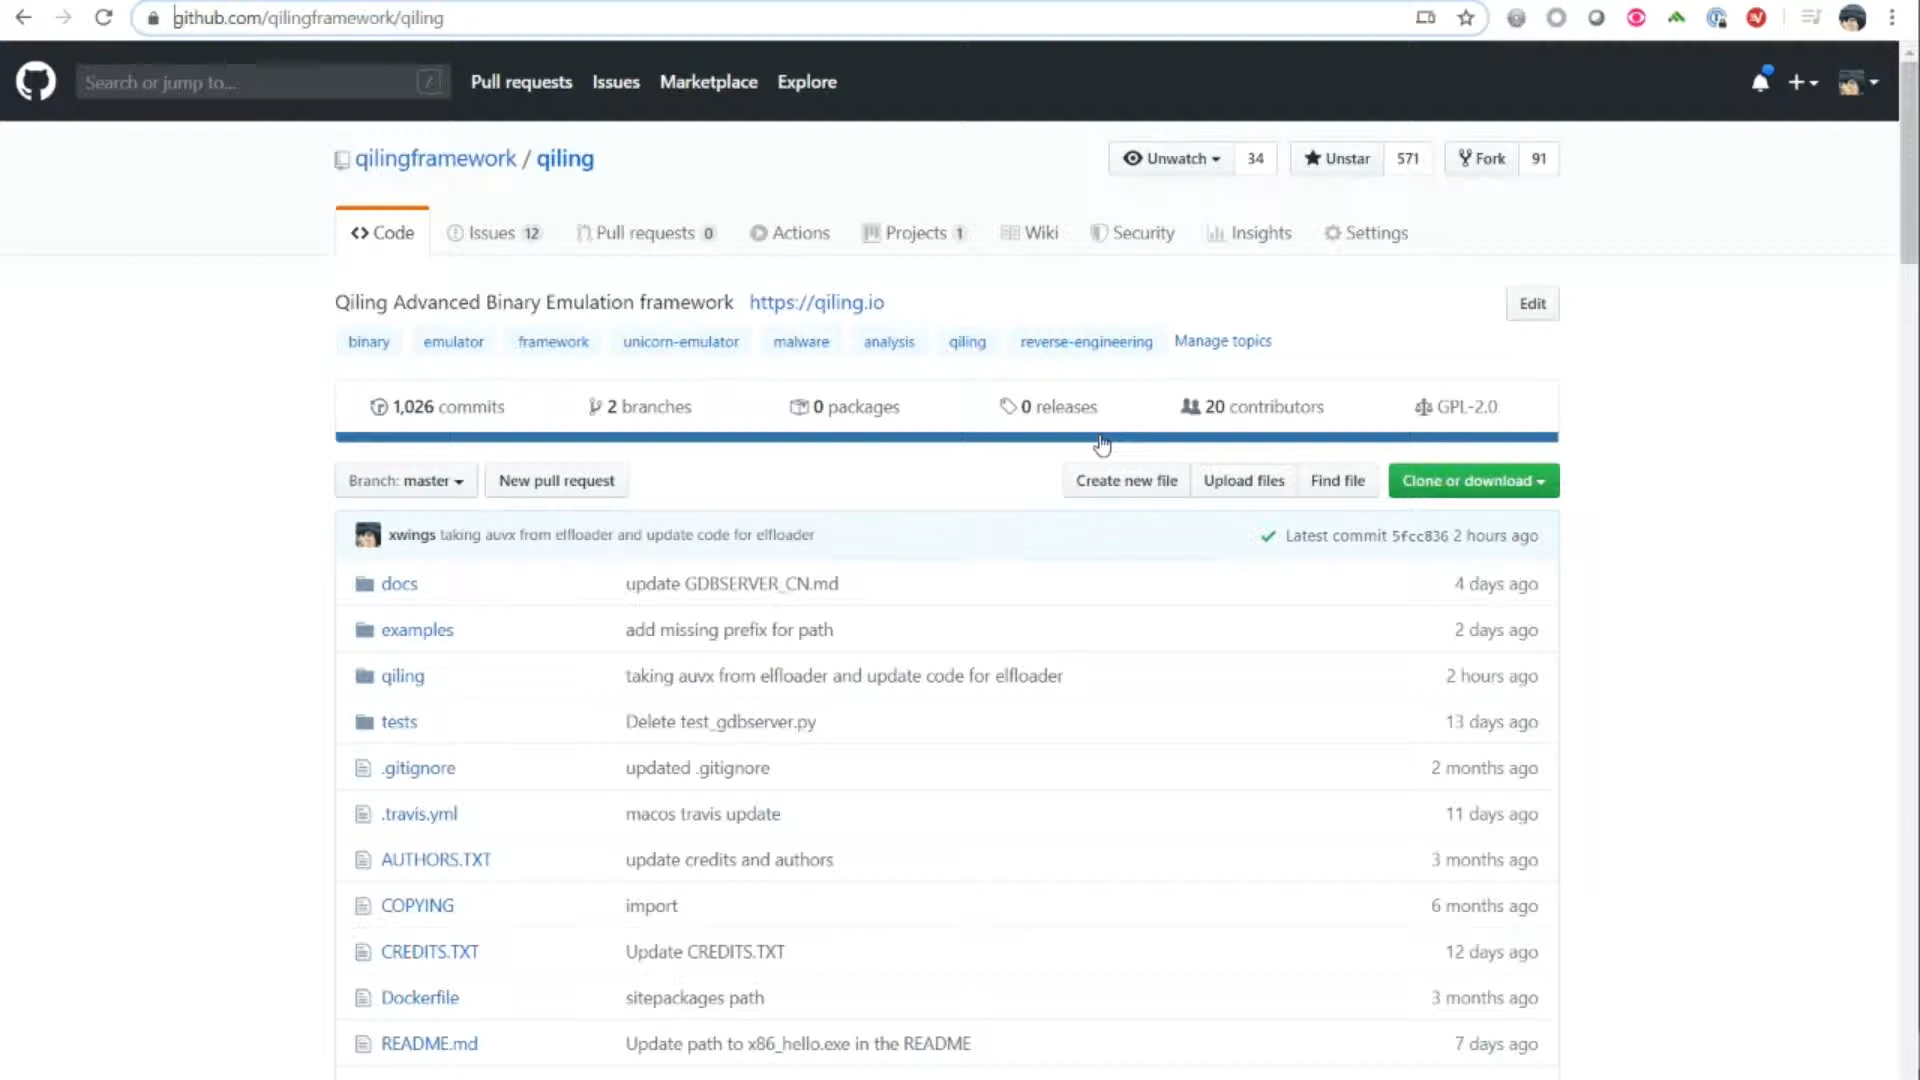 github.com/qilingframework/qiling
Search or jump to... /
Pull requests Issues Marketplace Explore
qilingframework / qiling
Unwatch 34 Unstar 571 Fork 91
Code Issues 12 Pull requests 0 Actions Projects 1 Wiki Security Insights Settings
Qiling Advanced Binary Emulation framework https://qiling.io Edit
binary emulator framework unicorn-emulator malware analysis qiling reverse-engineering Manage topics
1,026 commits 2 branches 0 packages 0 releases 20 contributors GPL-2.0
Branch: master New pull request Create new file Upload files Find file Clone or download
xwings taking auvx from elfloader and update code for elfloader Latest commit 5fcc836 2 hours ago
docs update GDBSERVER_CN.md 4 days ago
examples add missing prefix for path 2 days ago
qiling taking auvx from elfloader and update code for elfloader 2 hours ago
tests Delete test_gdbserver.py 13 days ago
.gitignore updated .gitignore 2 months ago
.travis.yml macos travis update 11 days ago
AUTHORS.TXT update credits and authors 3 months ago
COPYING import 6 months ago
CREDITS.TXT Update CREDITS.TXT 12 days ago
Dockerfile sitepackages path 3 months ago
README.md Update path to x86_hello.exe in the README 7 days ago